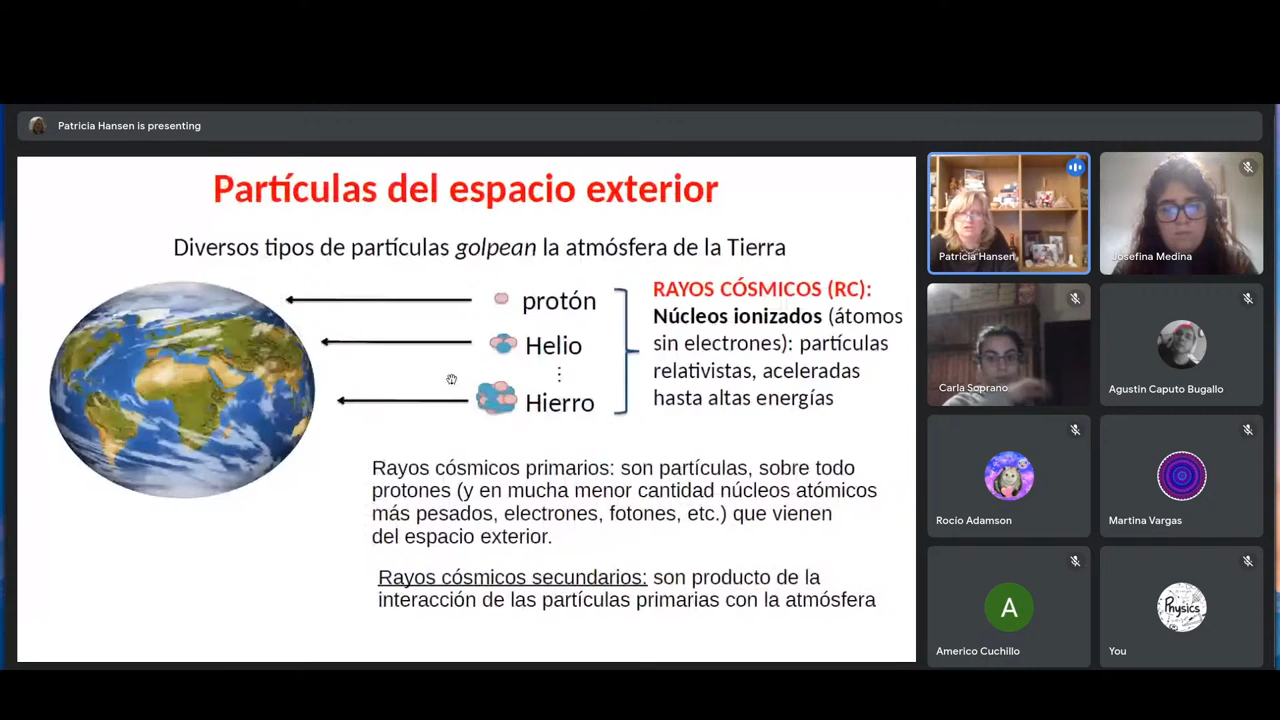 Patricia Hansen is presenting
Partículas del espacio exterior
Diversos tipos de partículas golpean la atmósfera de la Tierra
protón
Helio
⋮
Hierro
RAYOS CÓSMICOS (RC):
Núcleos ionizados (átomos
sin electrones): partículas
relativistas, aceleradas
hasta altas energías
Rayos cósmicos primarios: son partículas, sobre todo
protones (y en mucha menor cantidad núcleos atómicos
más pesados, electrones, fotones, etc.) que vienen
del espacio exterior.
Rayos cósmicos secundarios: son producto de la
interacción de las partículas primarias con la atmósfera
Patricia Hansen
Josefina Medina
Carla Soprano
Agustin Caputo Bugallo
Rocio Adamson
Martina Vargas
A
Americo Cuchillo
Physics
You